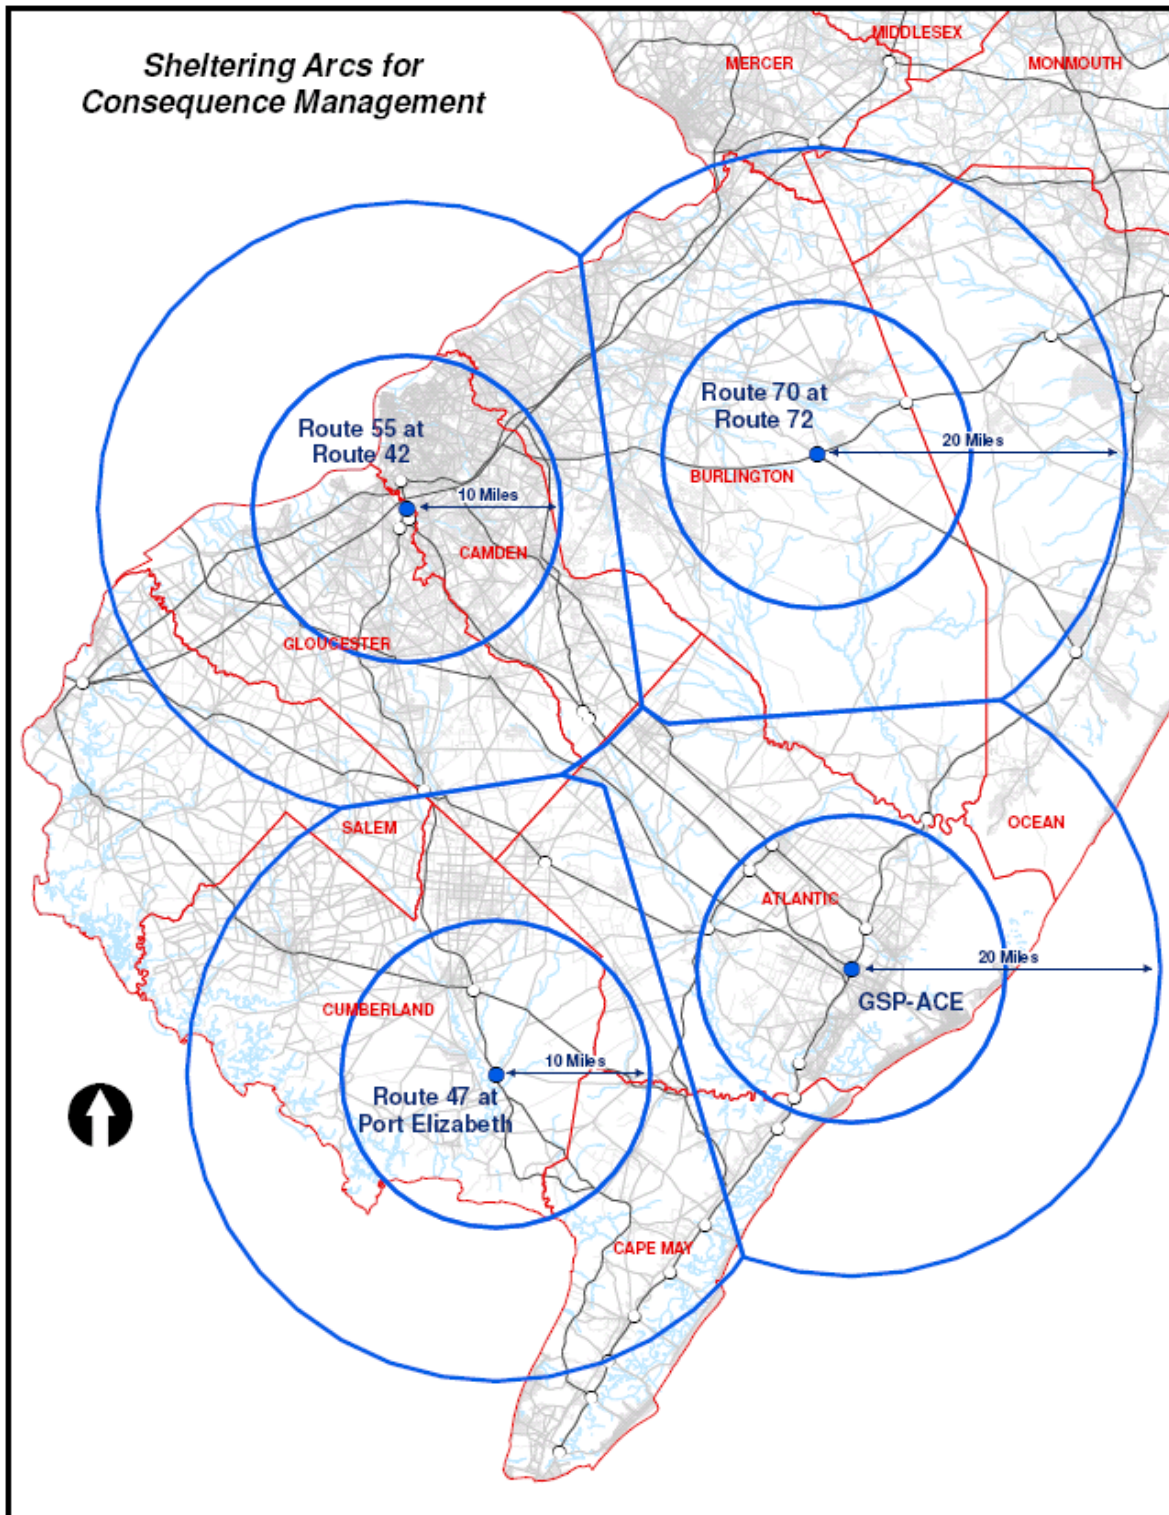 Sheltering Arcs for
Consequence Management
MIDDLESEX
MERCER
MONMOUTH
Route 70 at
Route 72
Route 55 at
Route 42
20 Miles
BURLINGTON
10 Miles
CAMDEN
GLOUCESTER
OCEAN
SALEM
ATLANTIC
20 Miles
GSP-ACE
CUMBERLAND
10 Miles
Route 47 at
Port Elizabeth
CAPE MAY